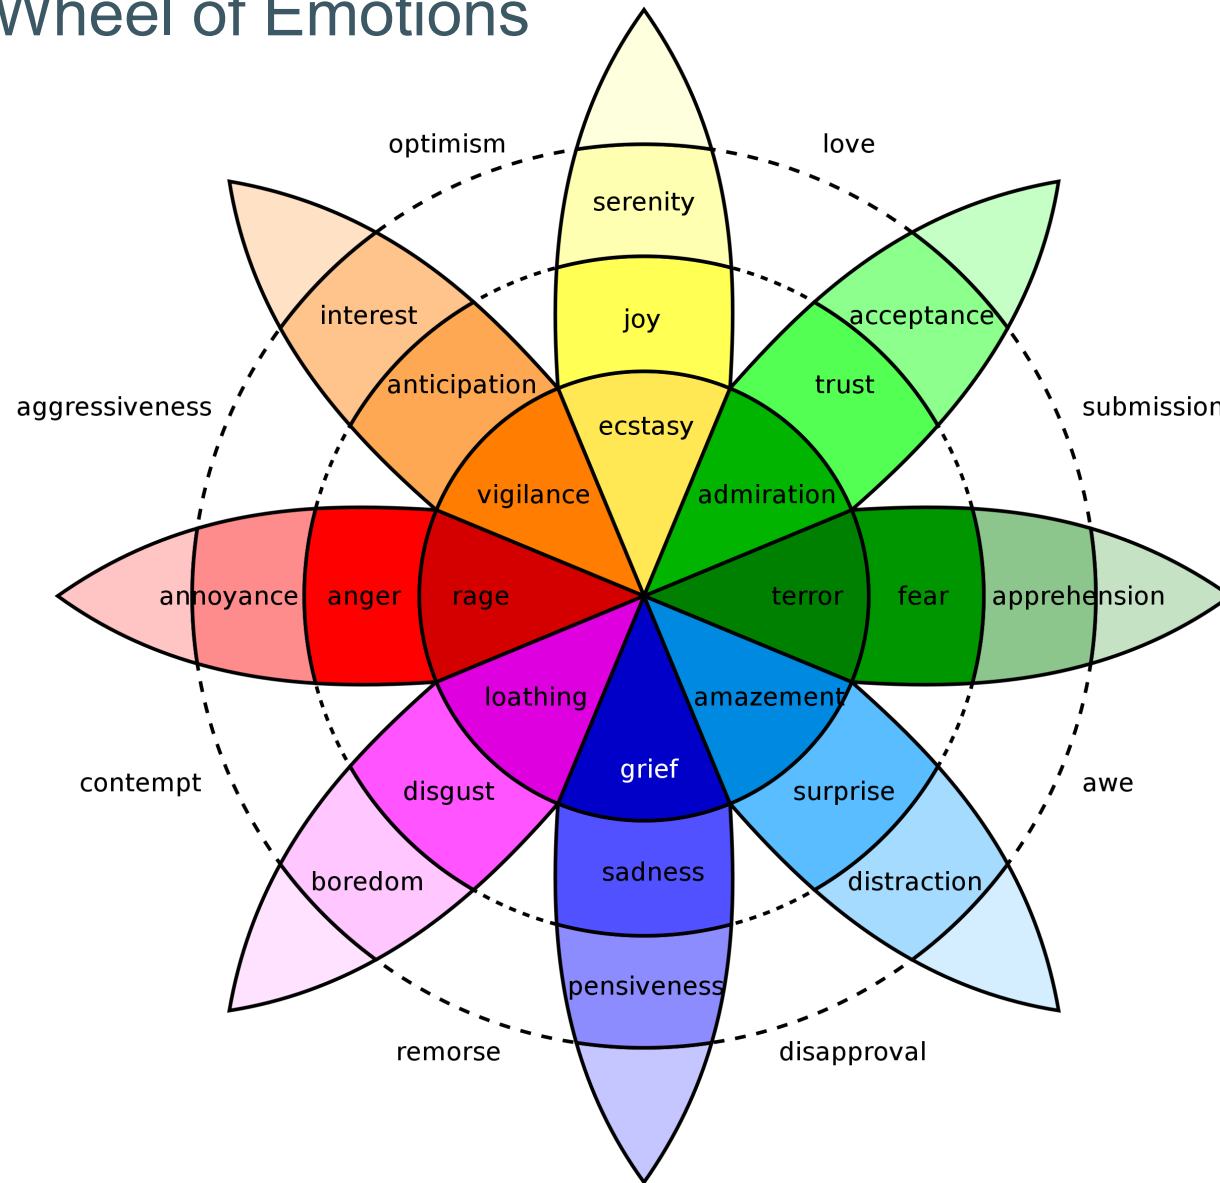 Wheel of Emotions
optimism
love
serenity
interest
acceptance
joy
anticipation
trust
aggressiveness
submission
ecstasy
vigilance
admiration
annoyance
anger
rage
terror
fear
apprehension
loathing
amazement
grief
contempt
awe
disgust
surprise
sadness
boredom
distraction
pensiveness
remorse
disapproval